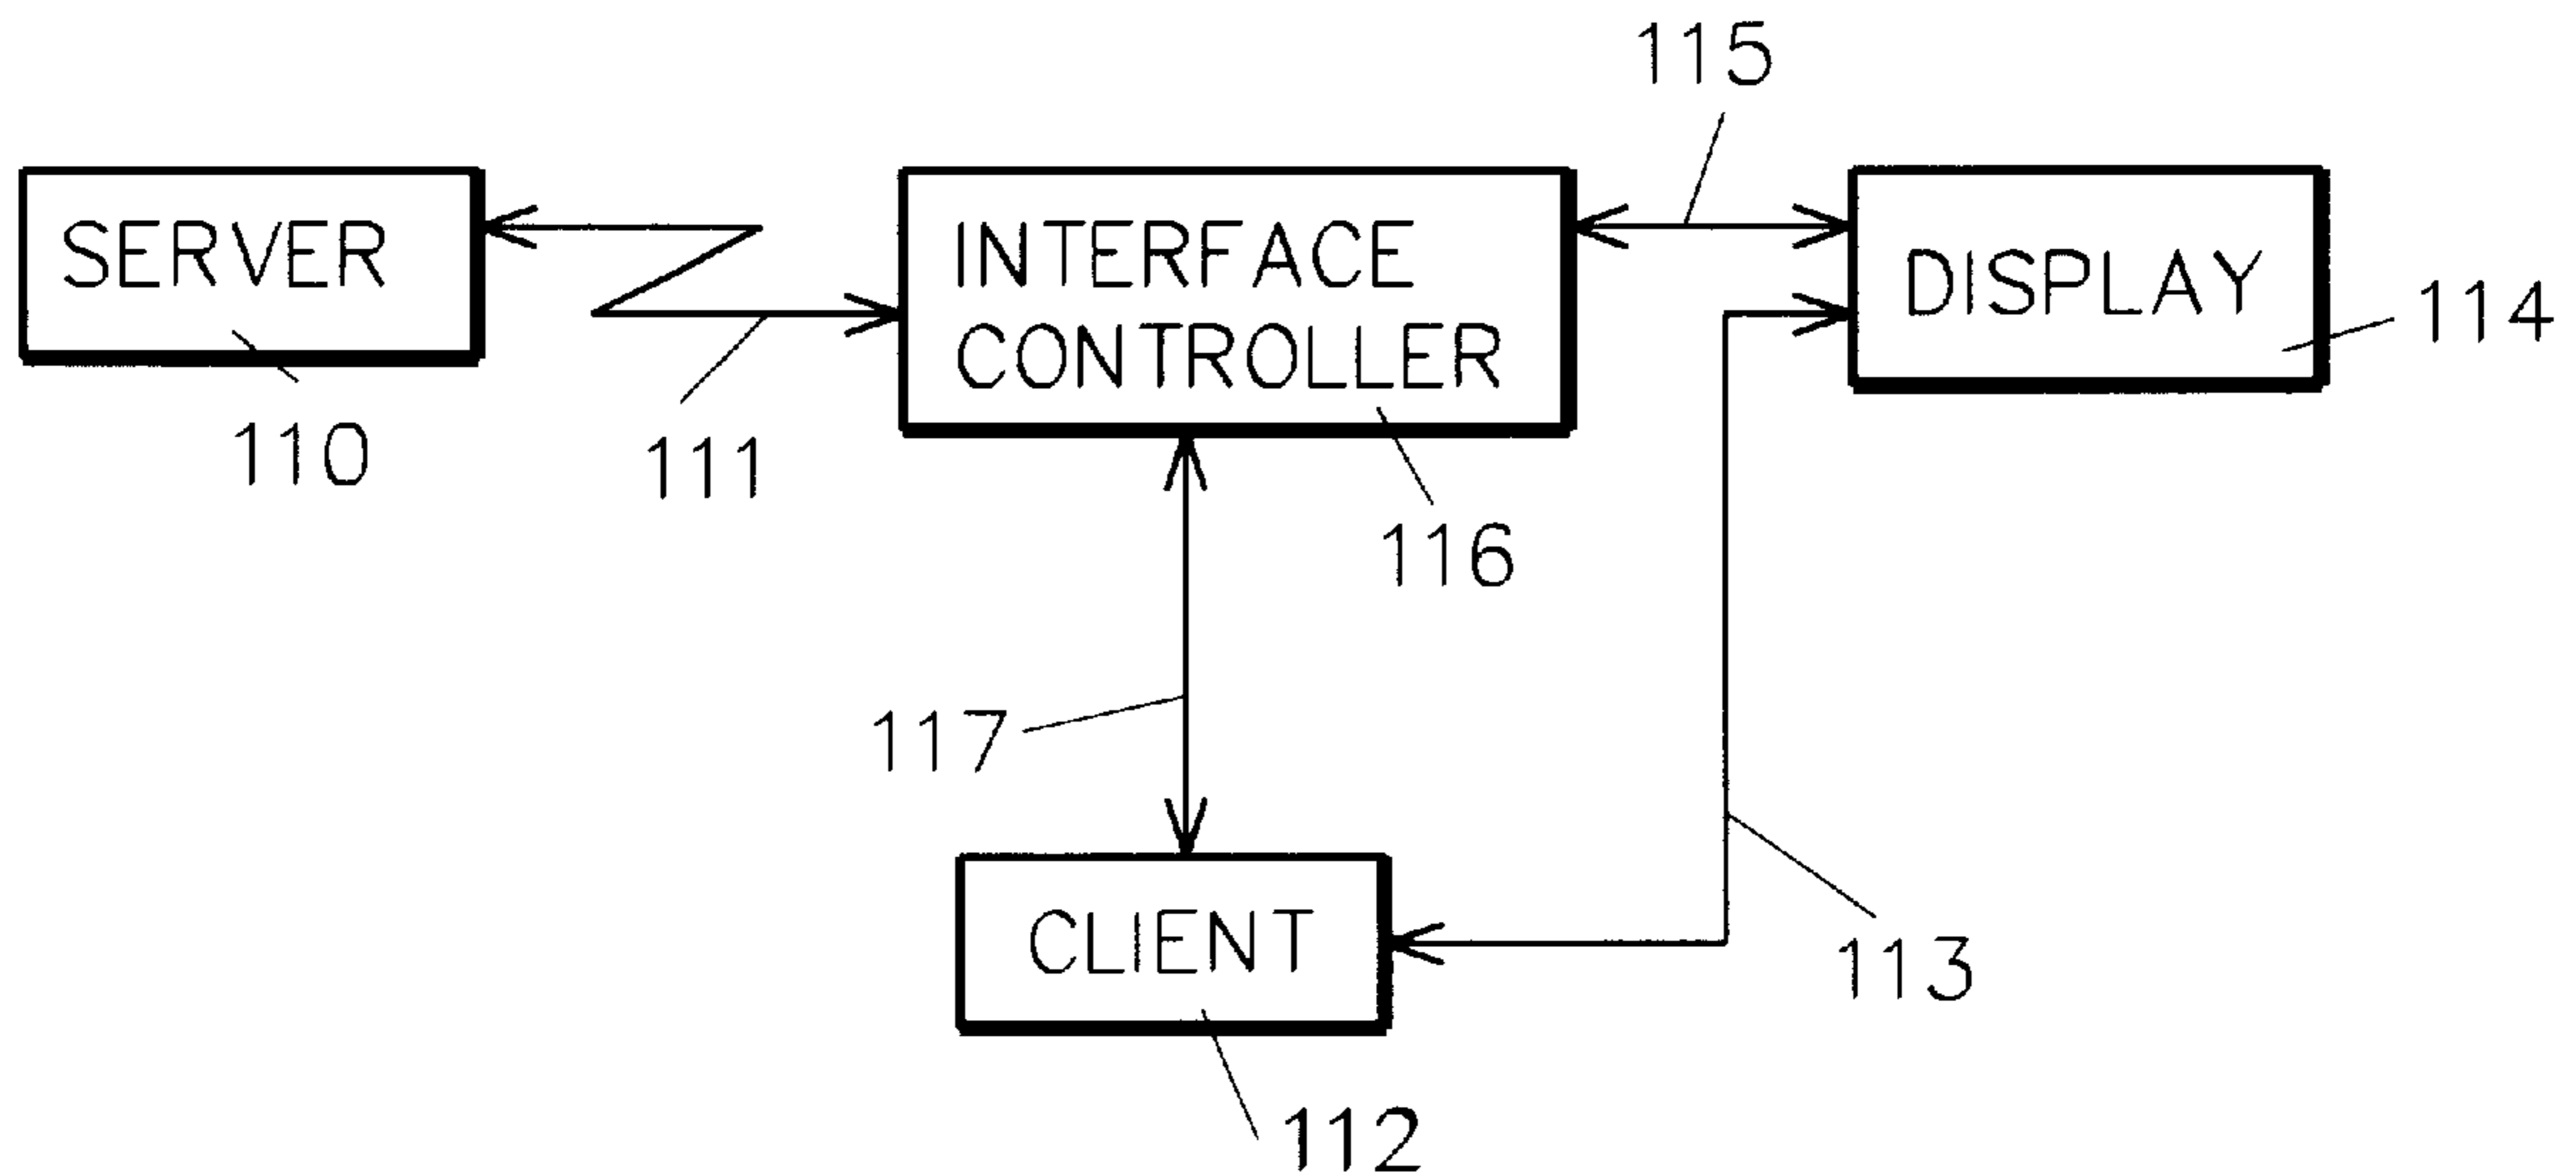 115
SERVER
INTERFACE
CONTROLLER
DISPLAY
114
110
111
116
117
CLIENT
113
112